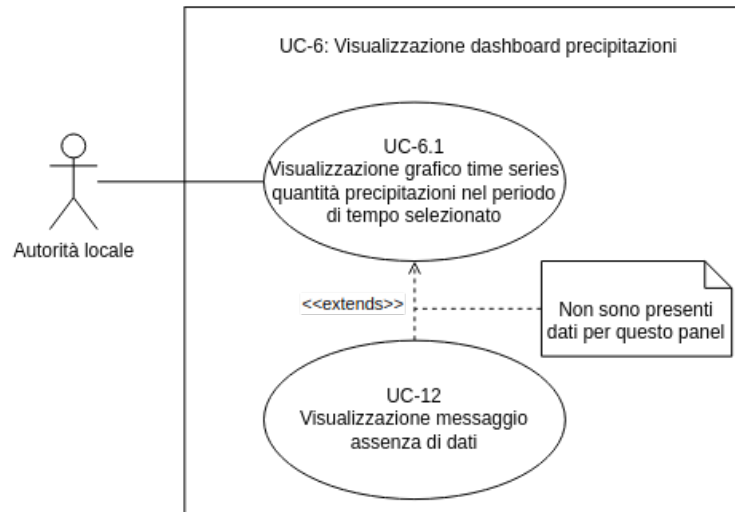 UC-6: Visualizzazione dashboard precipitazioni
UC-6.1
Visualizzazione grafico time series
quantità precipitazioni nel periodo
di tempo selezionato
Autorità locale
<<extends>>
Non sono presenti
dati per questo panel
UC-12
Visualizzazione messaggio
assenza di dati